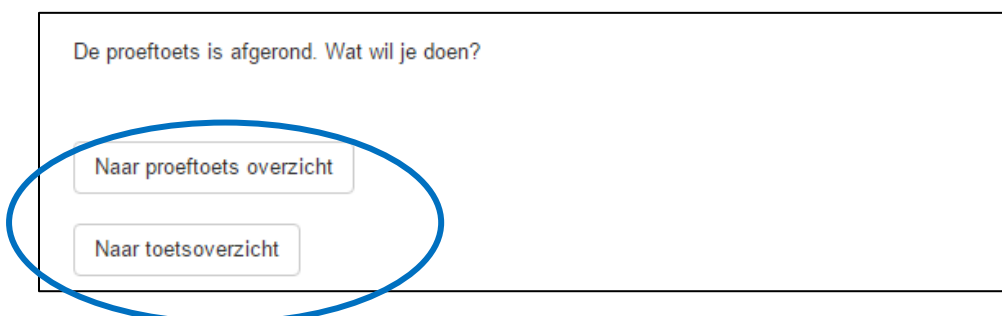 De proeftoets is afgerond. Wat wil je doen?
Naar proeftoets overzicht
Naar toetsoverzicht